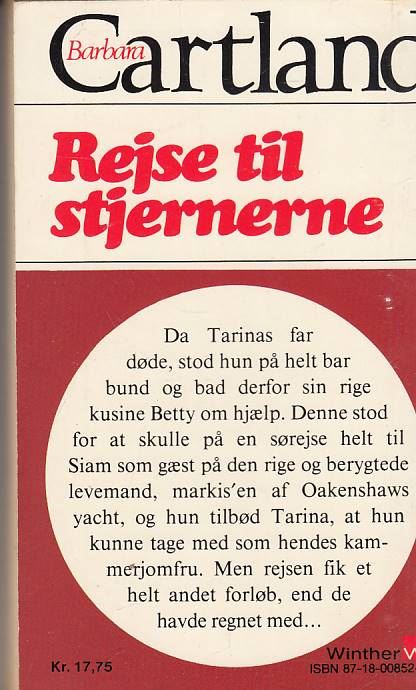 Barbara
Cartland
Rejse til
stjernerne
Da Tarinas far
døde, stod hun på helt bar
bund og bad derfor sin rige
kusine Betty om hjælp. Denne stod
for at skulle på en sørejse helt til
Siam som gæst på den rige og berygtede
levemand, markis'en af Oakenshaws
yacht, og hun tilbød Tarina, at hun
kunne tage med som hendes kam-
merjomfru. Men rejsen fik et
helt andet forløb, end de
havde regnet med...
Winther
Kr. 17,75
ISBN 87-18-00852-